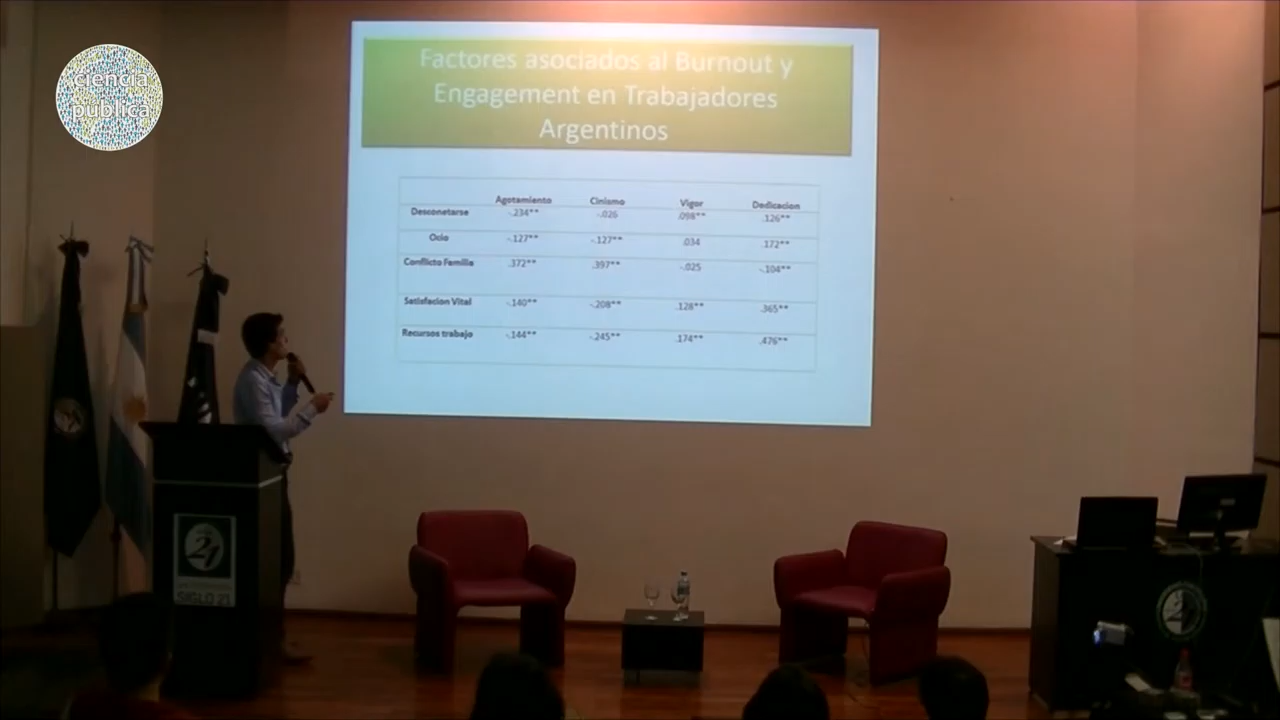 ciencia
pública
Factores asociados al Burnout y
Engagement en Trabajadores
Argentinos
Agotamiento Cinismo Vigor Dedicacion
Desconetarse -.234** -.026 .098** .126**
Ocio -.127** -.127** .034 .172**
Conflicto Familia .372** .397** -.025 -.104**
Satisfacion Vital -.140** -.208** .128** .365**
Recursos trabajo -.144** -.245** .174** .476**
21
SIGLO 21